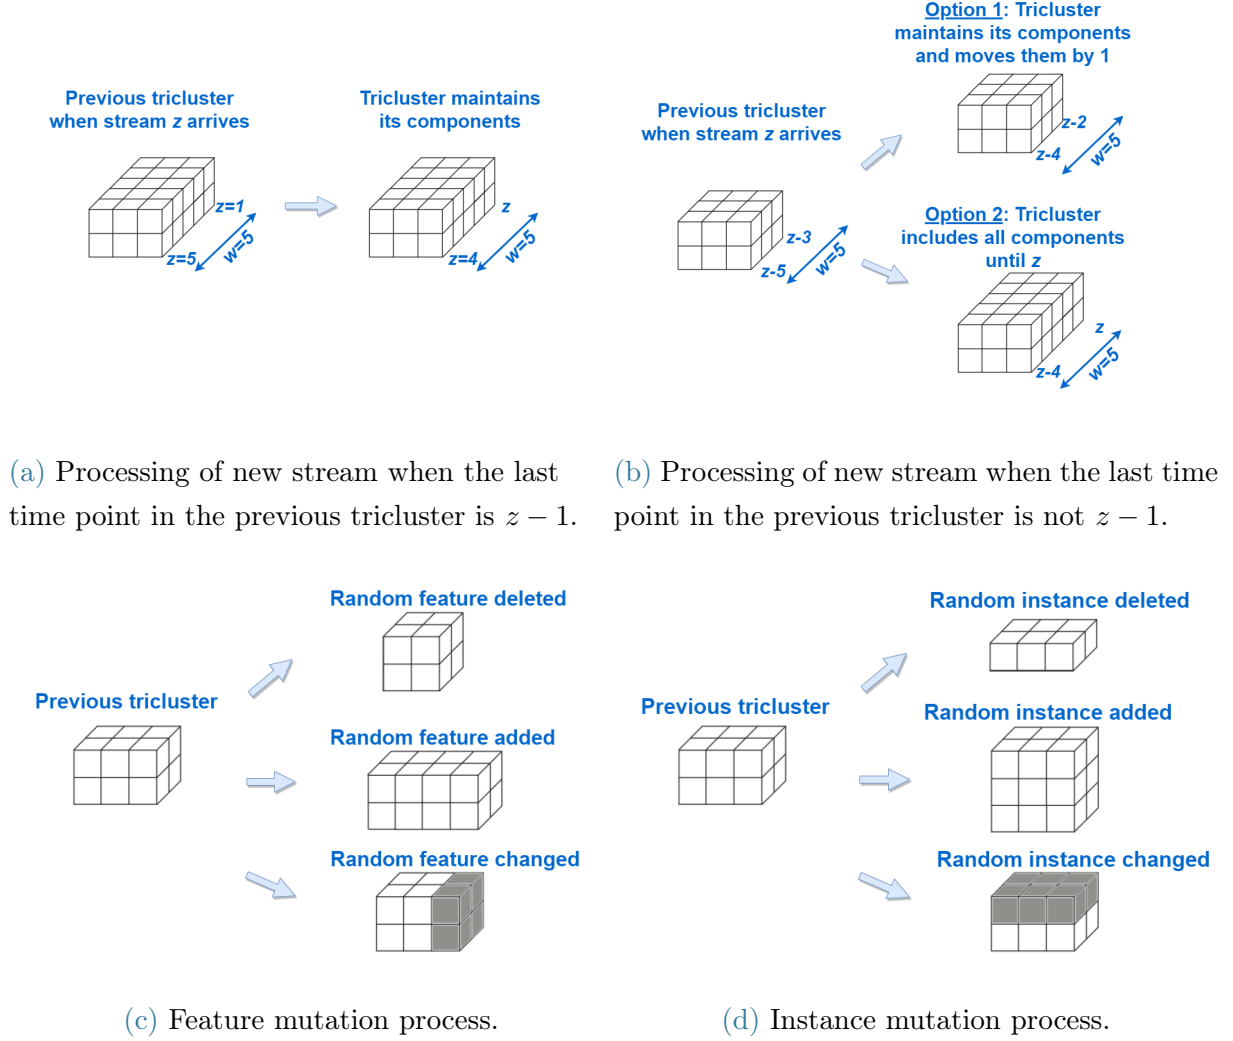 Previous tricluster
when stream z arrives
Tricluster maintains
its components
z=1
z=5
w=5
z
z=4
w=5
Previous tricluster
when stream z arrives
z-3
z-5
w=5
Option 1: Tricluster
maintains its components
and moves them by 1
z-2
z-4
w=5
Option 2: Tricluster
includes all components
until z
z
z-4
w=5
(a) Processing of new stream when the last
time point in the previous tricluster is z − 1.
(b) Processing of new stream when the last time
point in the previous tricluster is not z − 1.
Previous tricluster
Random feature deleted
Random feature added
Random feature changed
(c) Feature mutation process.
Previous tricluster
Random instance deleted
Random instance added
Random instance changed
(d) Instance mutation process.